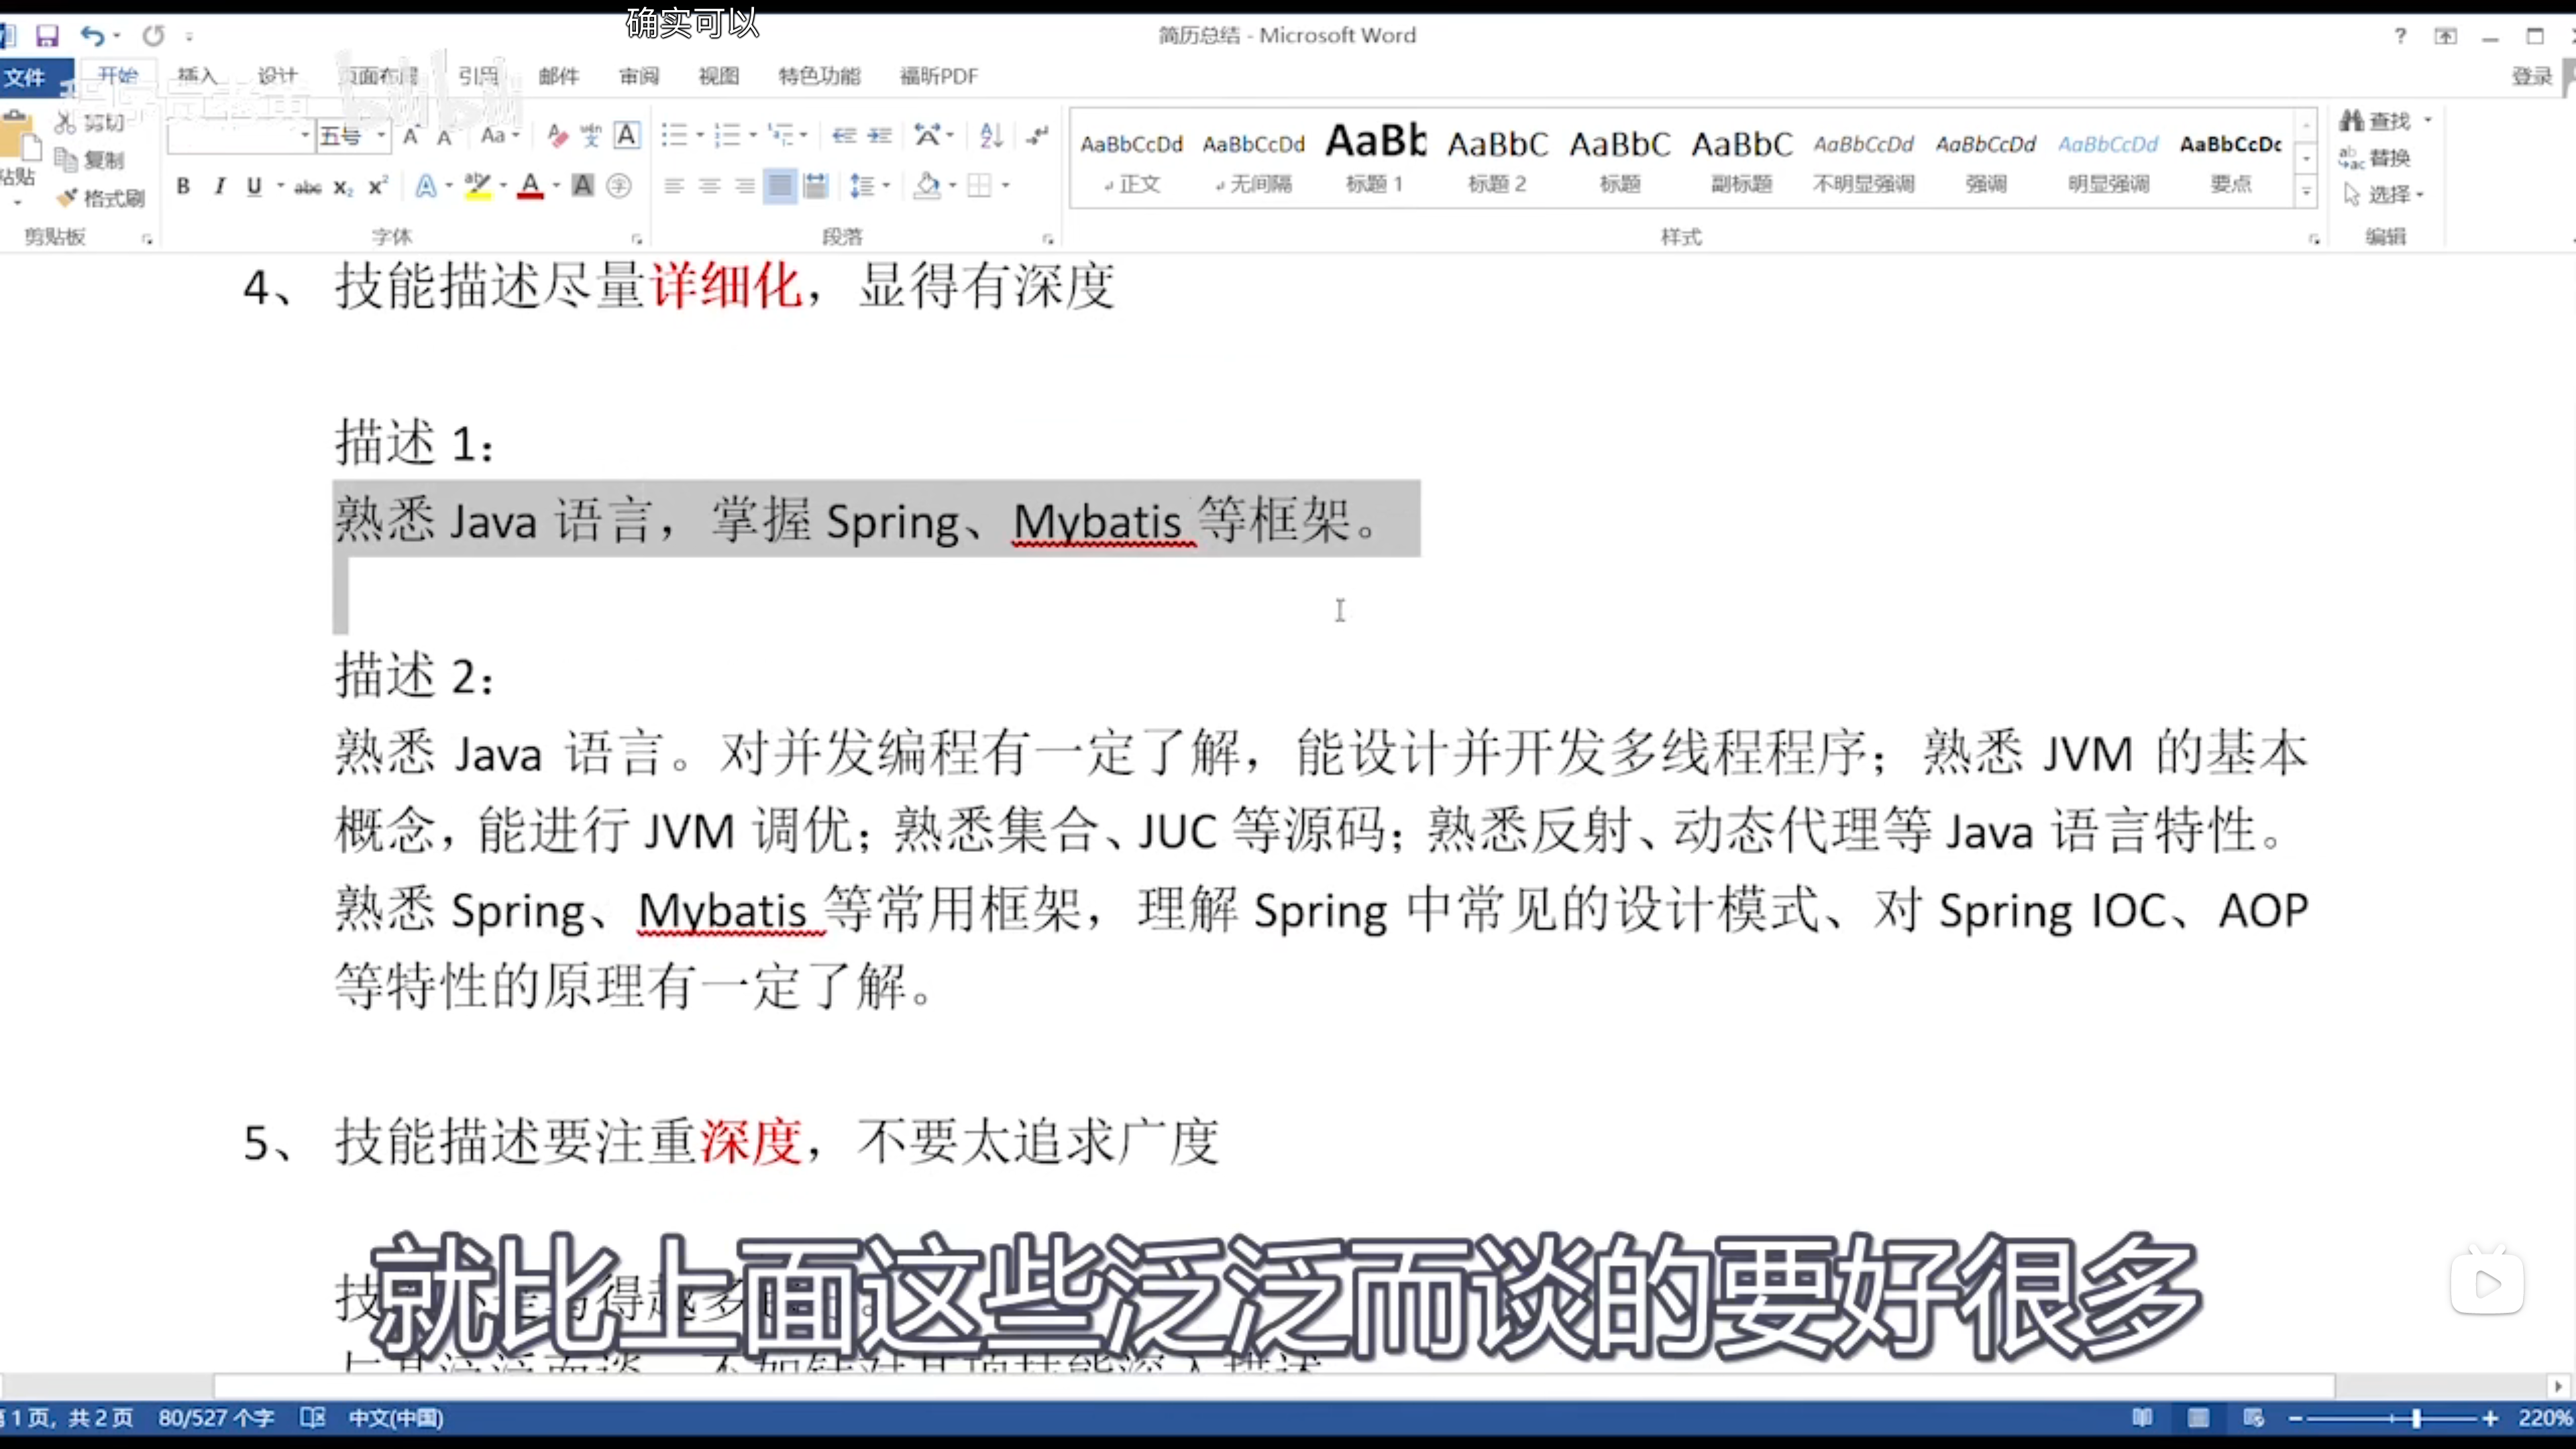 确实可以
简历总结 - Microsoft Word
文件 开始 插入 设计 页面布局 引用 邮件 审阅 视图 特色功能 福昕PDF 登录
剪切
复制
粘贴
格式刷
五号
AaBbCcDd AaBbCcDd AaBb AaBbC AaBbC AaBbC AaBbCcDd AaBbCcDd AaBbCcDd AaBbCcDc
正文 无间隔 标题 1 标题 2 标题 副标题 不明显强调 强调 明显强调 要点
查找
替换
选择
剪贴板 字体 段落 样式 编辑
4、 技能描述尽量详细化，显得有深度
描述 1：
熟悉 Java 语言，掌握 Spring、Mybatis 等框架。
描述 2：
熟悉 Java 语言。对并发编程有一定了解，能设计并开发多线程程序；熟悉 JVM 的基本
概念，能进行 JVM 调优；熟悉集合、JUC 等源码；熟悉反射、动态代理等 Java 语言特性。
熟悉 Spring、Mybatis 等常用框架，理解 Spring 中常见的设计模式、对 Spring IOC、AOP
等特性的原理有一定了解。
5、 技能描述要注重深度，不要太追求广度
就比上面这些泛泛而谈的要好很多
第 1 页，共 2 页 80/527 个字 中文(中国) 220%